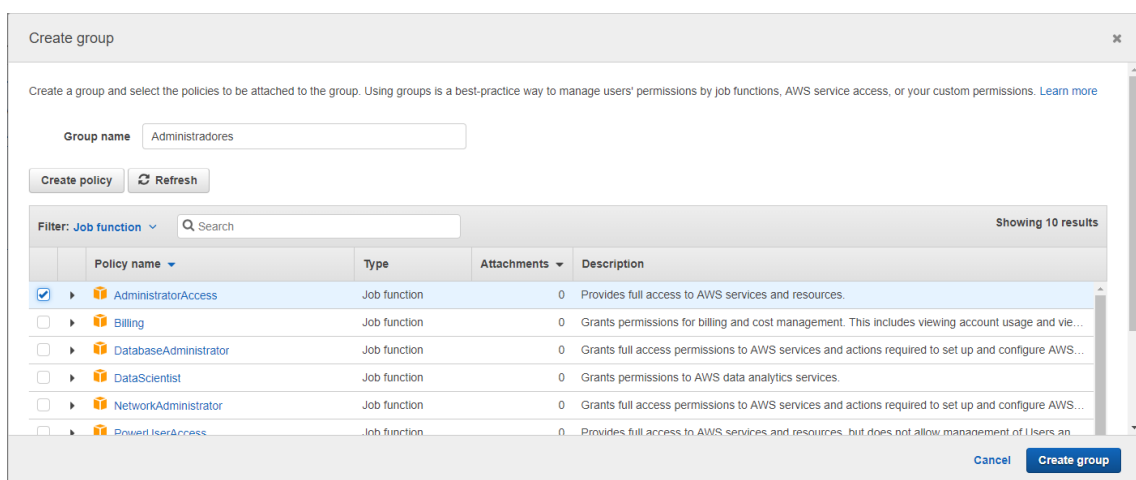 Create group
Create a group and select the policies to be attached to the group. Using groups is a best-practice way to manage users' permissions by job functions, AWS service access, or your custom permissions. Learn more
Group name Administradores
Create policy Refresh
Filter: Job function Search Showing 10 results
Policy name Type Attachments Description
AdministratorAccess Job function 0 Provides full access to AWS services and resources.
Billing Job function 0 Grants permissions for billing and cost management. This includes viewing account usage and vie...
DatabaseAdministrator Job function 0 Grants full access permissions to AWS services and actions required to set up and configure AWS...
DataScientist Job function 0 Grants permissions to AWS data analytics services.
NetworkAdministrator Job function 0 Grants full access permissions to AWS services and actions required to set up and configure AWS...
PowerUserAccess Job function 0 Provides full access to AWS services and resources, but does not allow management of Users an...
Cancel Create group